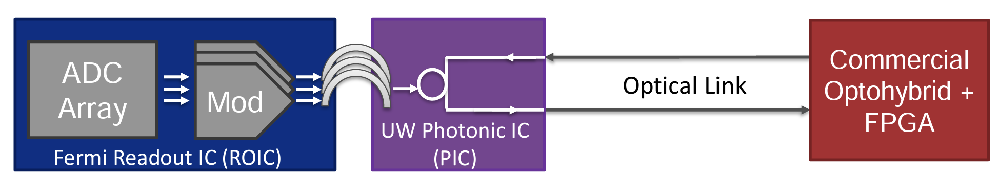 ADC
Array
Mod
Fermi Readout IC (ROIC)
UW Photonic IC
(PIC)
Optical Link
Commercial
Optohybrid +
FPGA